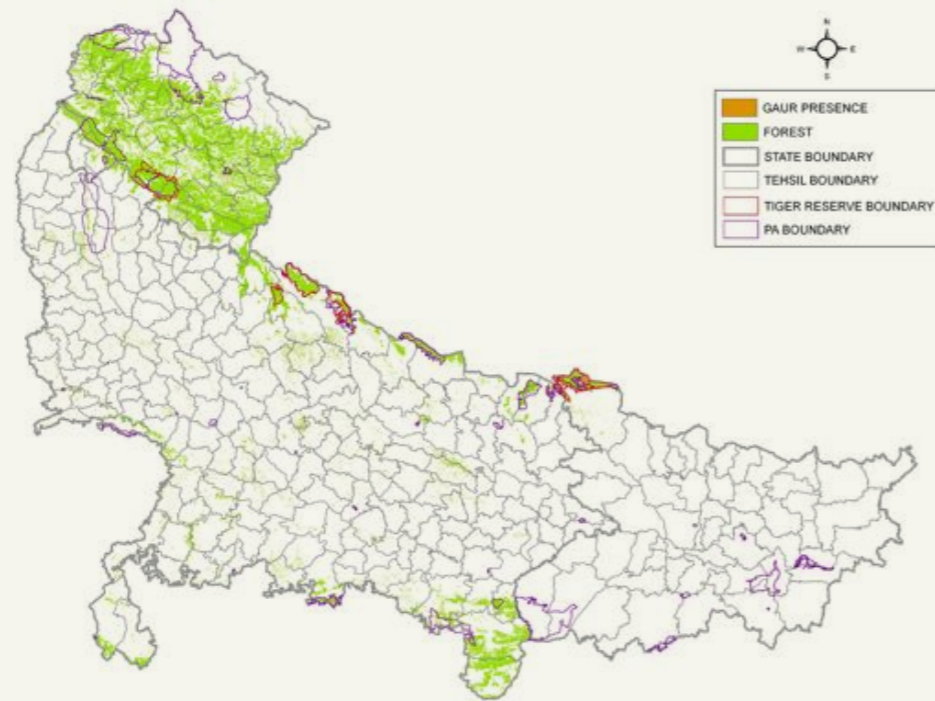 N
W E
S
GAUR PRESENCE
FOREST
STATE BOUNDARY
TEHSIL BOUNDARY
TIGER RESERVE BOUNDARY
PA BOUNDARY